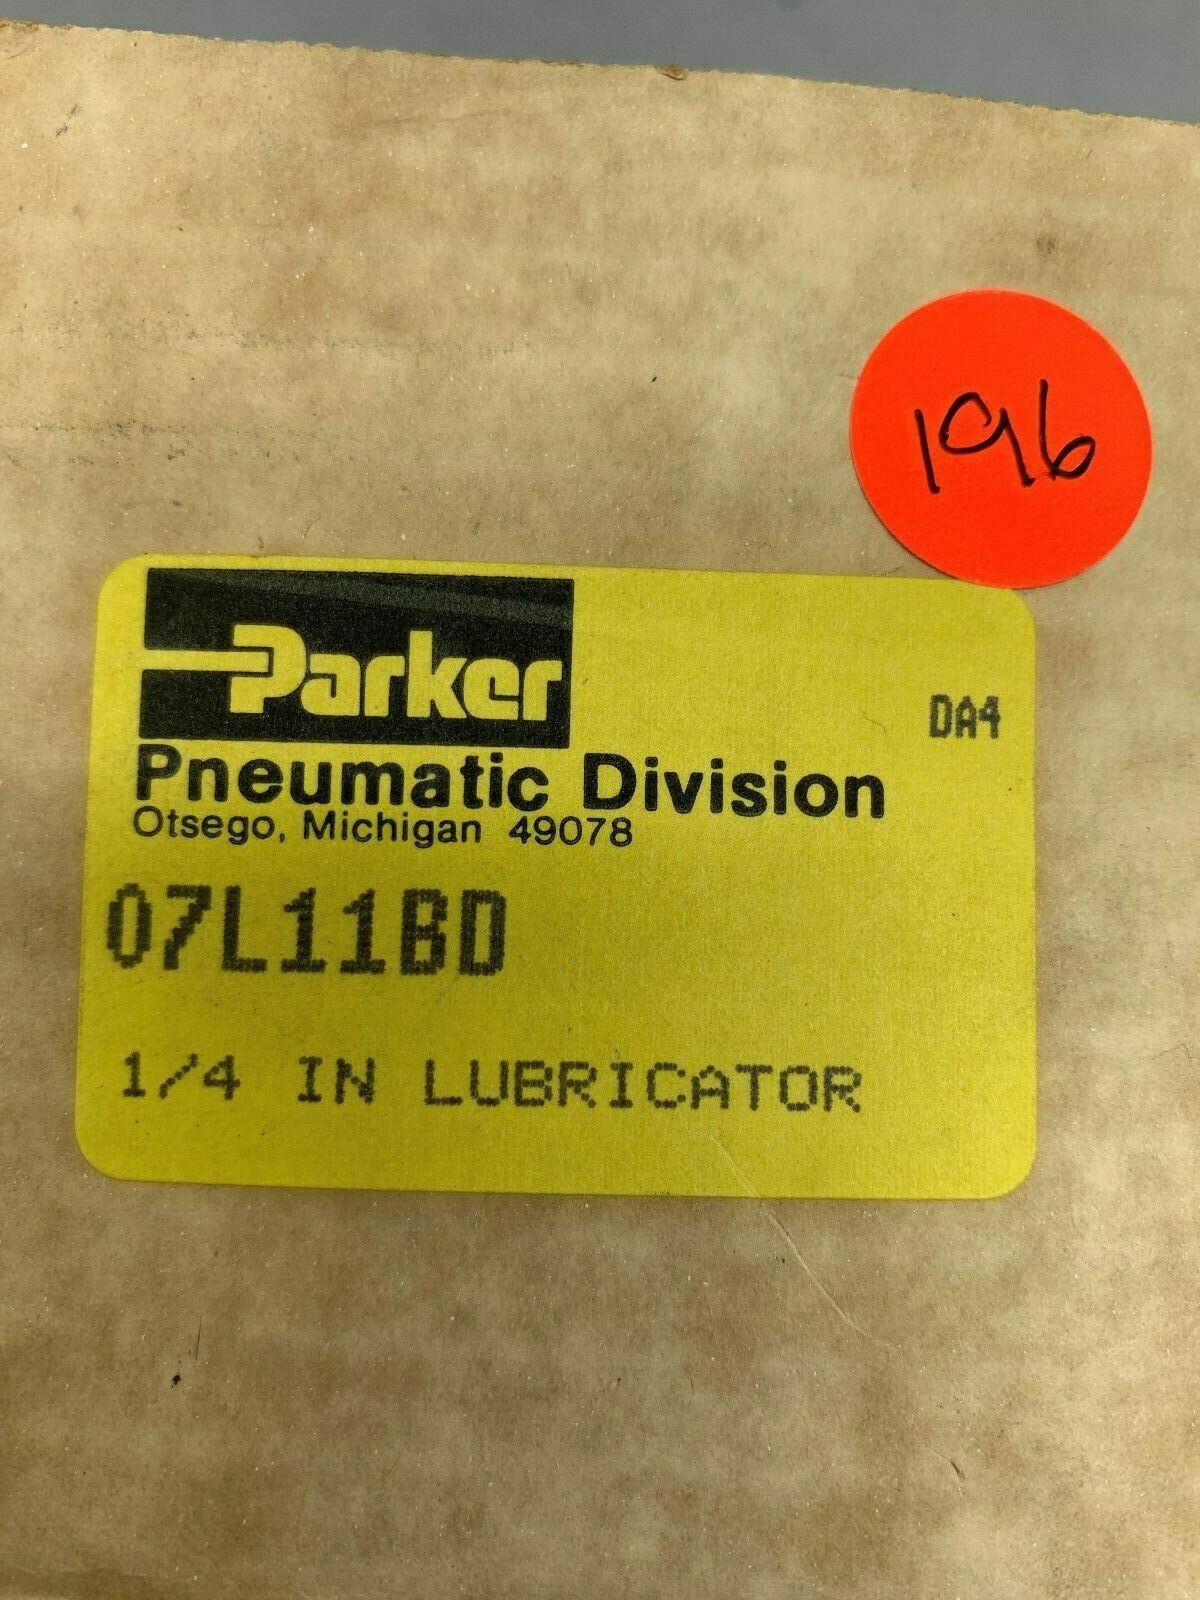 196
Parker
DA4
Pneumatic Division
Otsego, Michigan 49078
07L11BD
1/4 IN LUBRICATOR